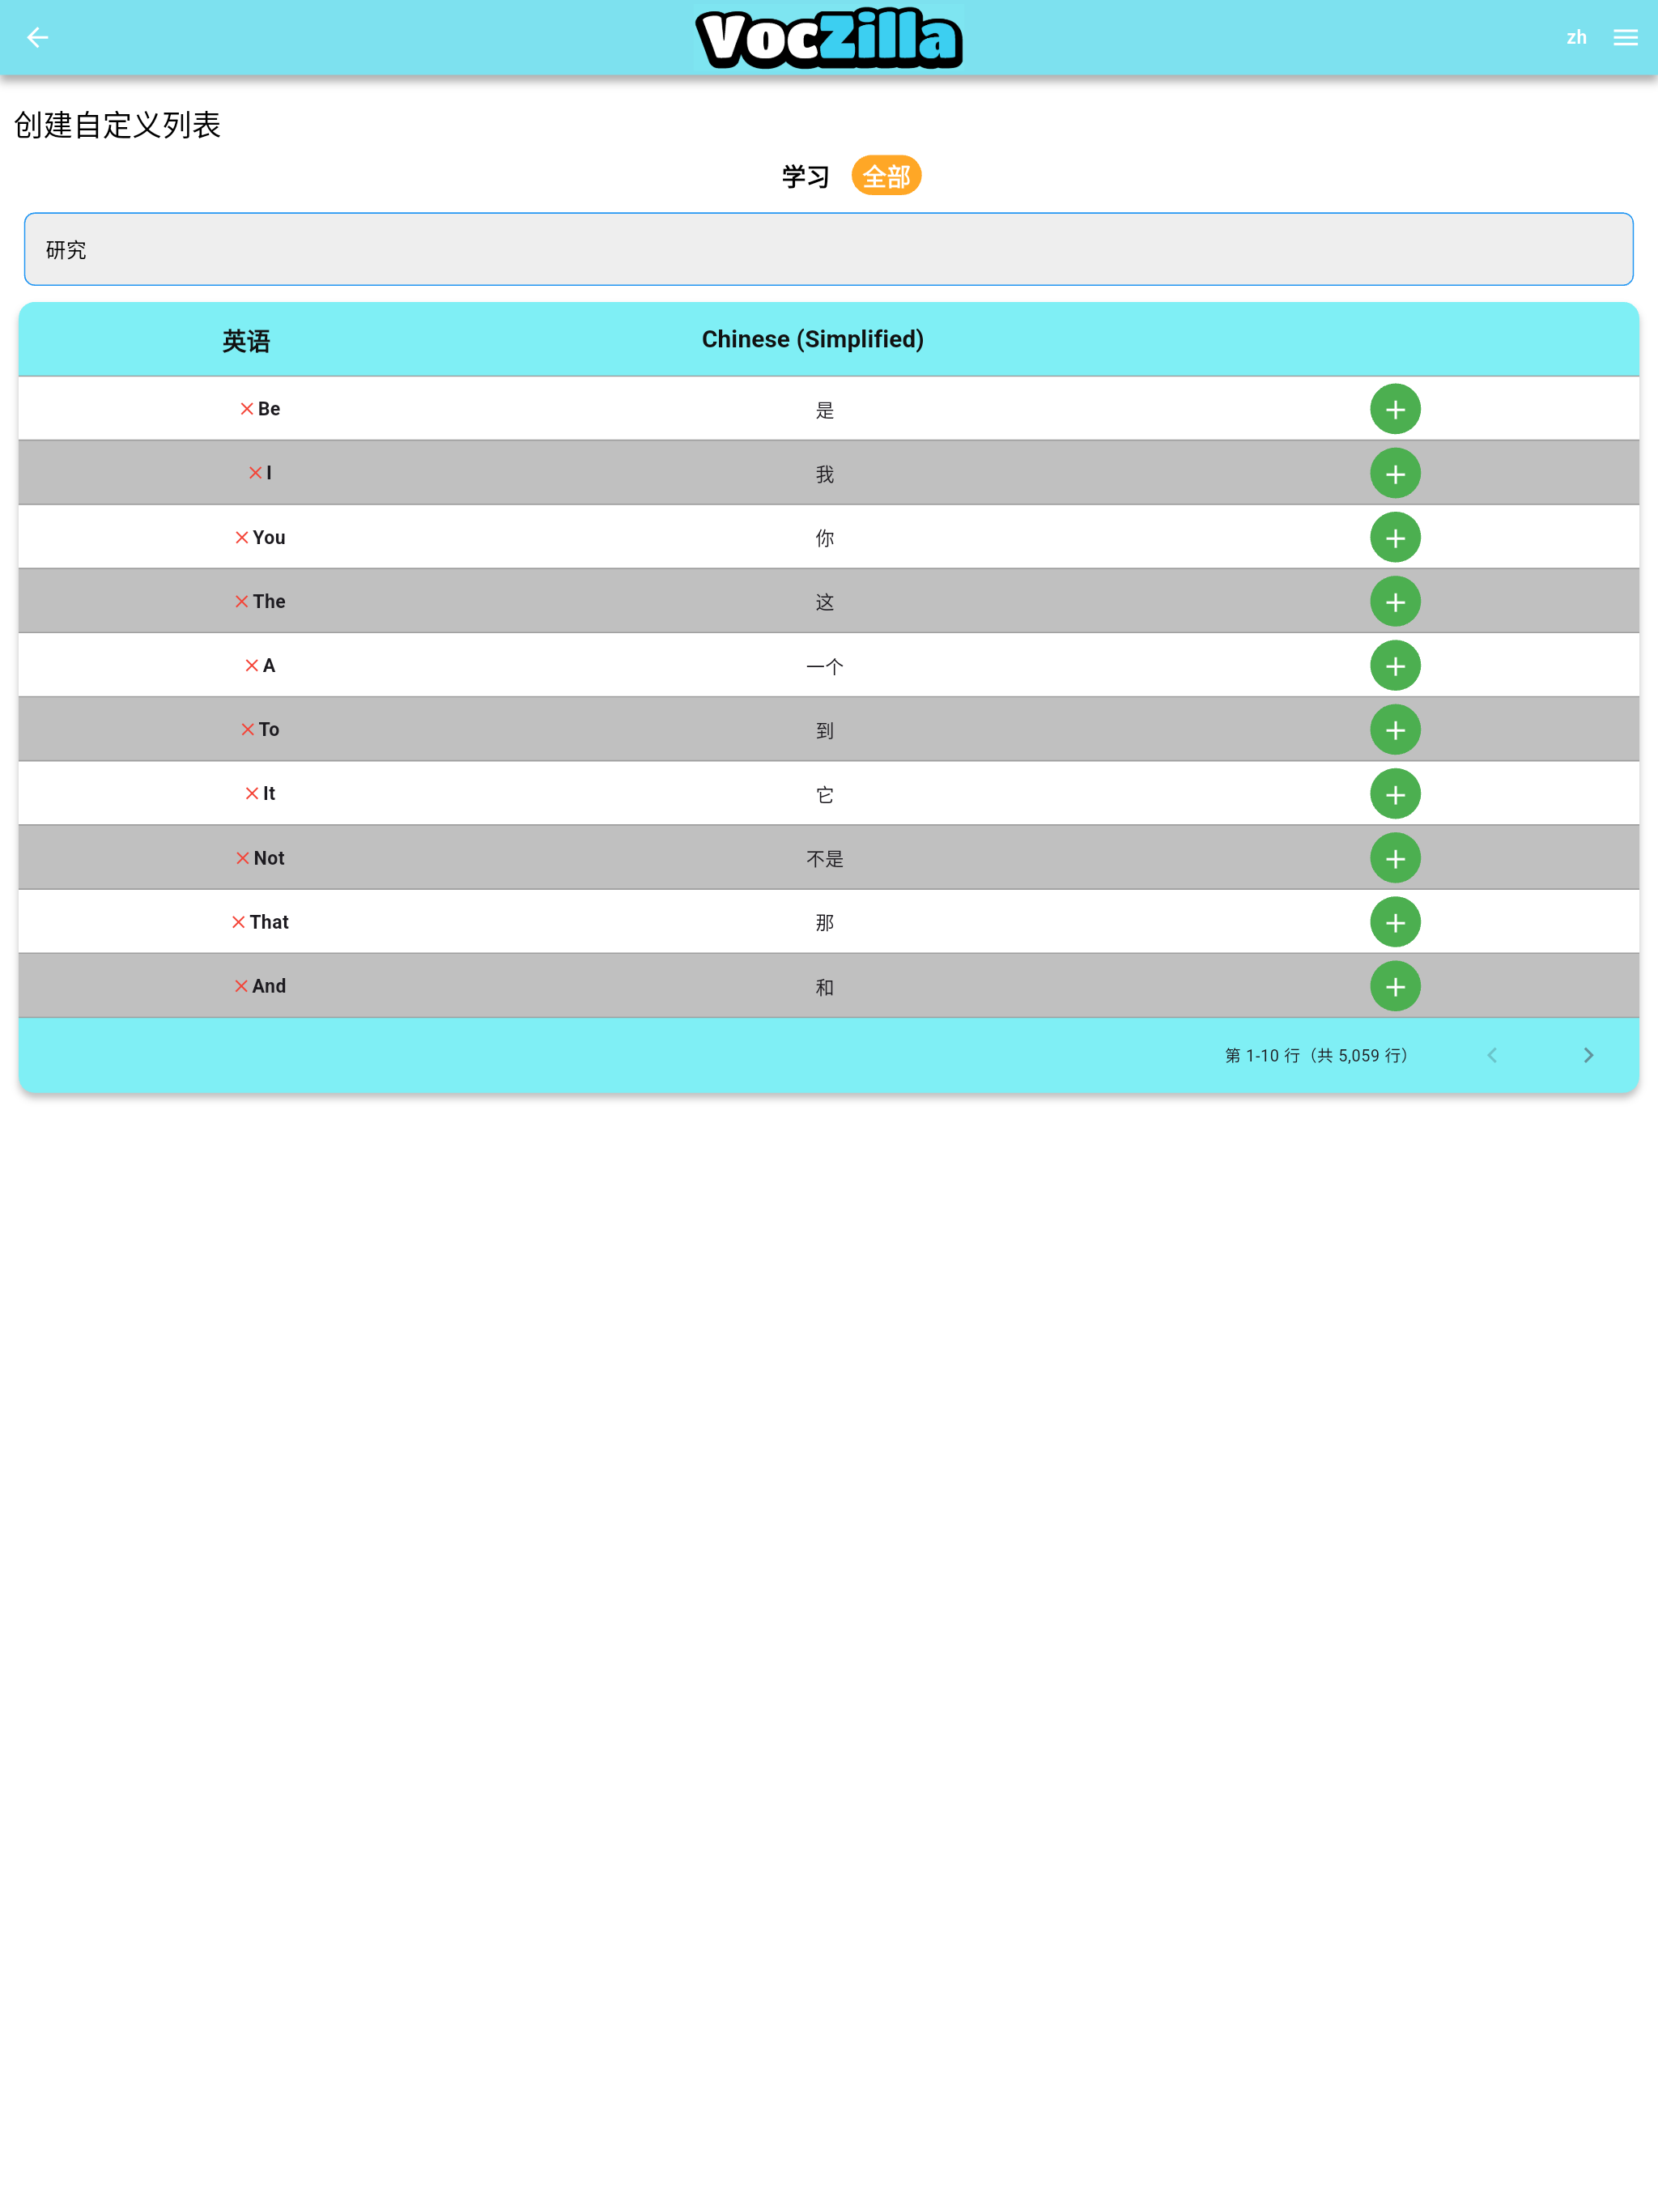 VocZilla
zh
创建自定义列表
学习 全部
研究
英语 Chinese (Simplified)
Be 是
I 我
You 你
The 这
A 一个
To 到
It 它
Not 不是
That 那
And 和
第 1-10 行（共 5,059 行）